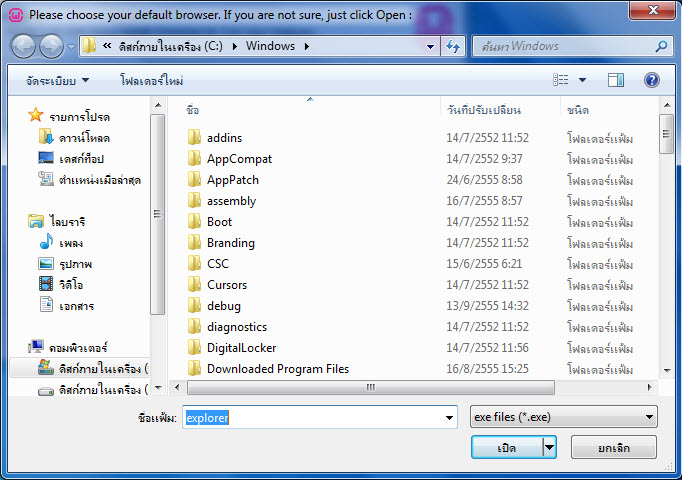 Please choose your default browser. If you are not sure, just click Open :
« ดิสก์ภายในเครื่อง (C:) Windows
ค้นหา Windows
จัดระเบียบ โฟลเดอร์ใหม่
ชื่อ วันที่ปรับเปลี่ยน ชนิด
รายการโปรด
ดาวน์โหลด
เดสก์ท็อป
ตำแหน่งเมื่อล่าสุด
ไลบรารี
เพลง
รูปภาพ
วิดีโอ
เอกสาร
คอมพิวเตอร์
ดิสก์ภายในเครื่อง (
ดิสก์ภายในเครื่อง (
addins 14/7/2552 11:52 โฟลเดอร์แฟ้ม
AppCompat 14/7/2552 9:37 โฟลเดอร์แฟ้ม
AppPatch 24/6/2555 8:58 โฟลเดอร์แฟ้ม
assembly 16/7/2555 8:57 โฟลเดอร์แฟ้ม
Boot 14/7/2552 11:52 โฟลเดอร์แฟ้ม
Branding 14/7/2552 11:52 โฟลเดอร์แฟ้ม
CSC 15/6/2555 6:21 โฟลเดอร์แฟ้ม
Cursors 14/7/2552 11:52 โฟลเดอร์แฟ้ม
debug 13/9/2555 14:32 โฟลเดอร์แฟ้ม
diagnostics 14/7/2552 11:52 โฟลเดอร์แฟ้ม
DigitalLocker 14/7/2552 11:56 โฟลเดอร์แฟ้ม
Downloaded Program Files 16/8/2555 15:25 โฟลเดอร์แฟ้ม
ชื่อแฟ้ม: explorer exe files (*.exe)
เปิด ยกเลิก